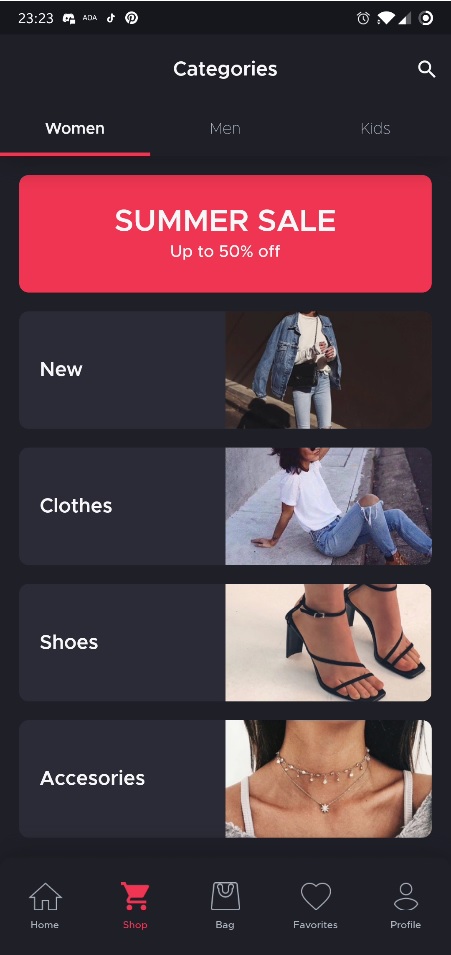 23:23
AOA
Categories
Women
Men
Kids
SUMMER SALE
Up to 50% off
New
Clothes
Shoes
Accesories
Home
Shop
Bag
Favorites
Profile